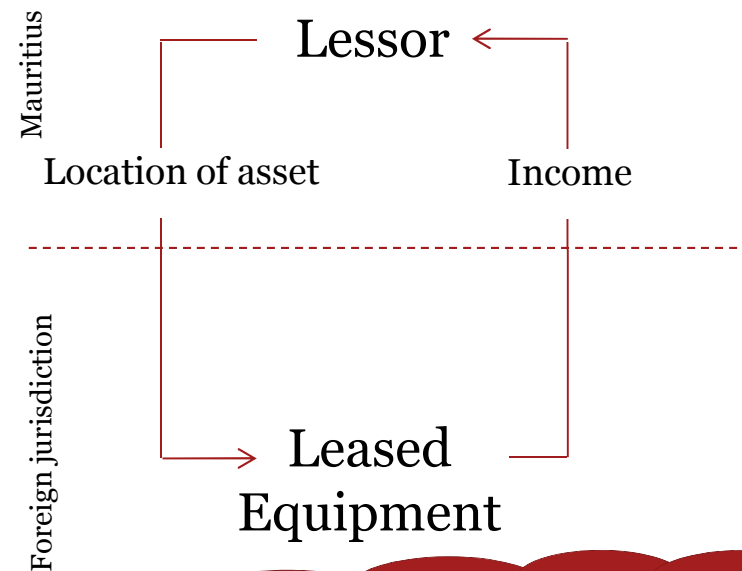 Mauritius
Lessor
Location of asset
Income
Foreign jurisdiction
Leased
Equipment